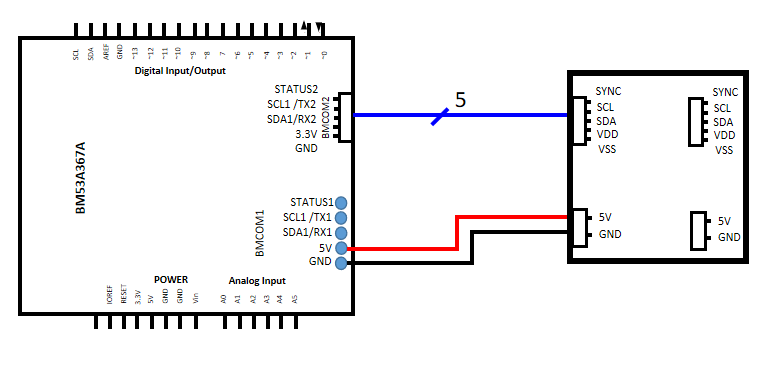 SCL SDA AREF GND ~13 ~12 ~11 ~10 ~9 ~8 7 ~6 ~5 ~4 ~3 ~2 ~1 ~0
Digital Input/Output
BM53A367A
STATUS2
SCL1 /TX2
SDA1/RX2
3.3V
GND
BMCOM2
5
STATUS1
SCL1 /TX1
SDA1/RX1
5V
GND
BMCOM1
POWER
Analog Input
IOREF RESET 3.3V 5V GND GND Vin
A0 A1 A2 A3 A4 A5
SYNC
SCL
SDA
VDD
VSS
SYNC
SCL
SDA
VDD
VSS
5V
GND
5V
GND